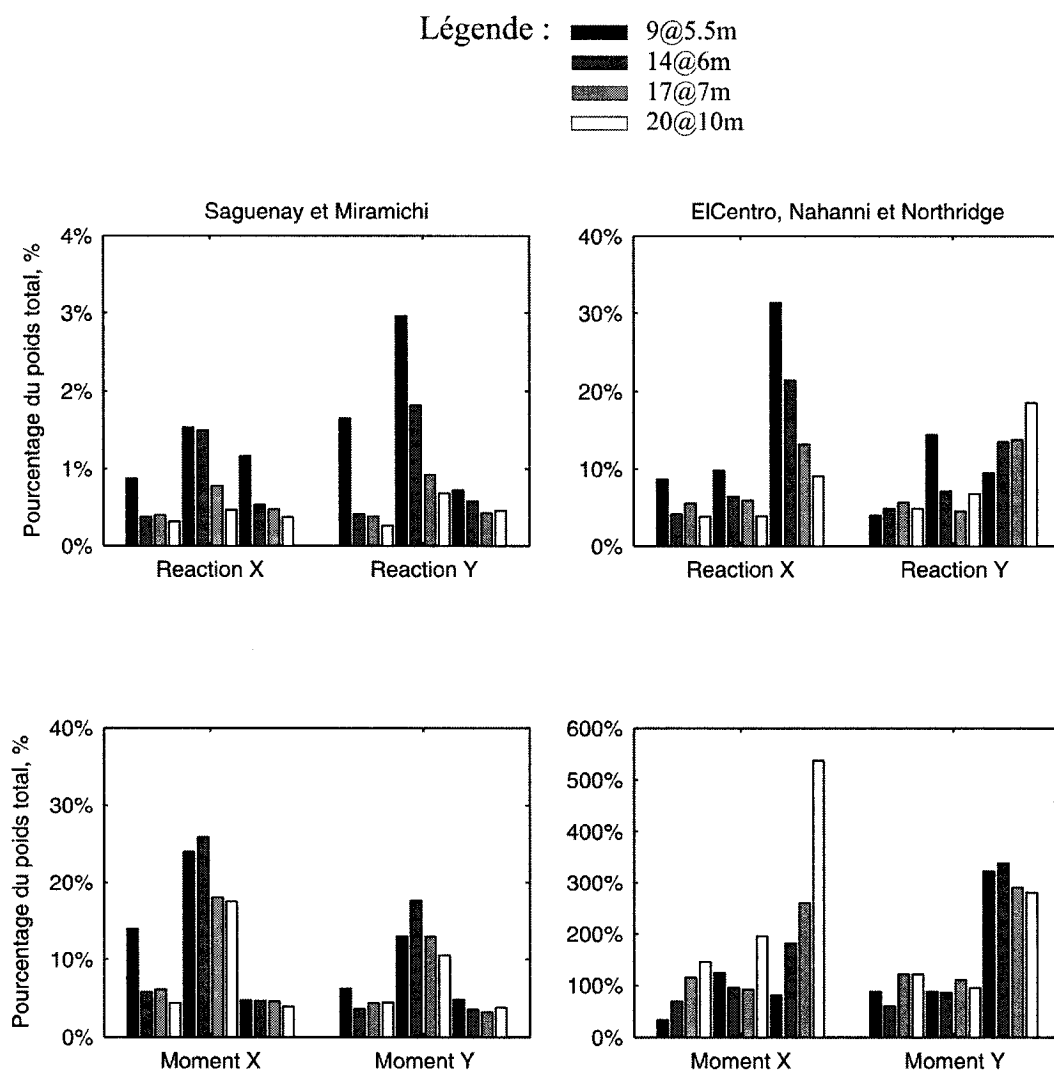 Légende :
9@5.5m
14@6m
17@7m
20@10m
Saguenay et Miramichi
Pourcentage du poids total, %
4%
3%
2%
1%
0%
Reaction X
Reaction Y
ElCentro, Nahanni et Northridge
40%
30%
20%
10%
0%
Reaction X
Reaction Y
Pourcentage du poids total, %
40%
30%
20%
10%
0%
Moment X
Moment Y
600%
500%
400%
300%
200%
100%
0%
Moment X
Moment Y